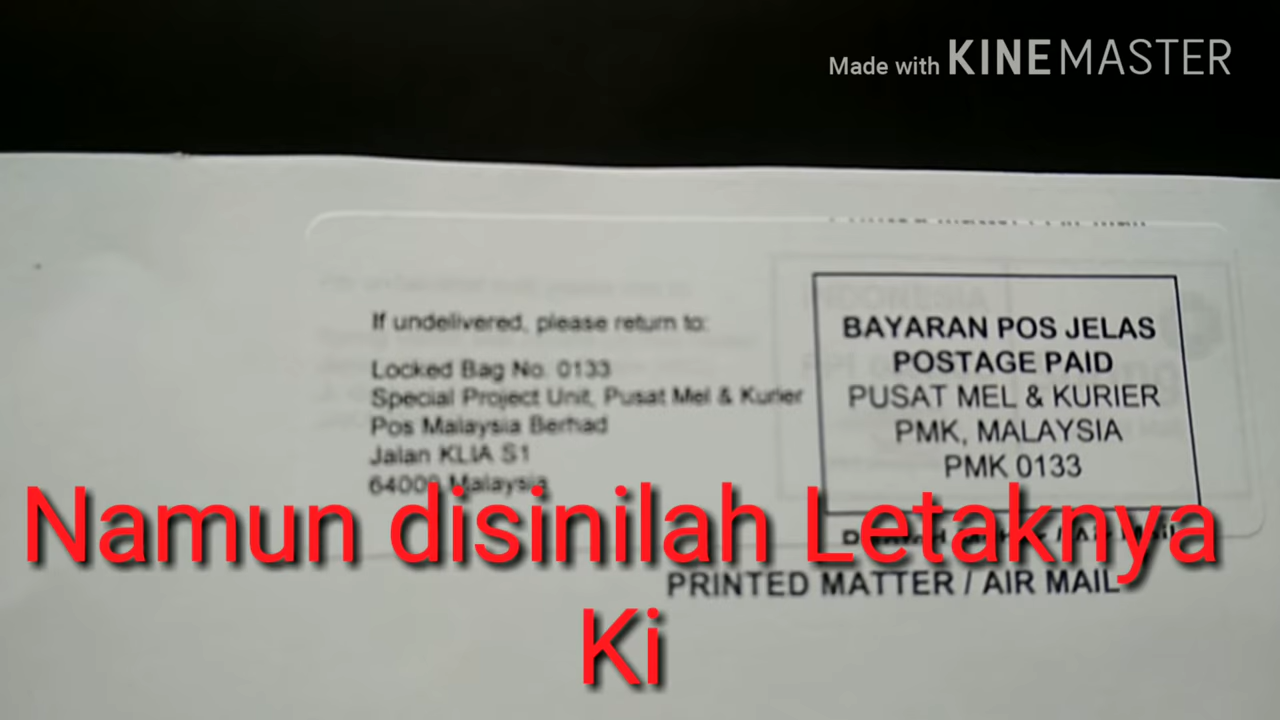 Made with KINEMASTER
If undelivered, please return to:
Locked Bag No. 0133
Special Project Unit, Pusat Mel & Kurier
Pos Malaysia Berhad
Jalan KLIA S1
64000 Malaysia
BAYARAN POS JELAS
POSTAGE PAID
PUSAT MEL & KURIER
PMK, MALAYSIA
PMK 0133
PRINTED MATTER / AIR MAIL
Namun disinilah Letaknya
Ki